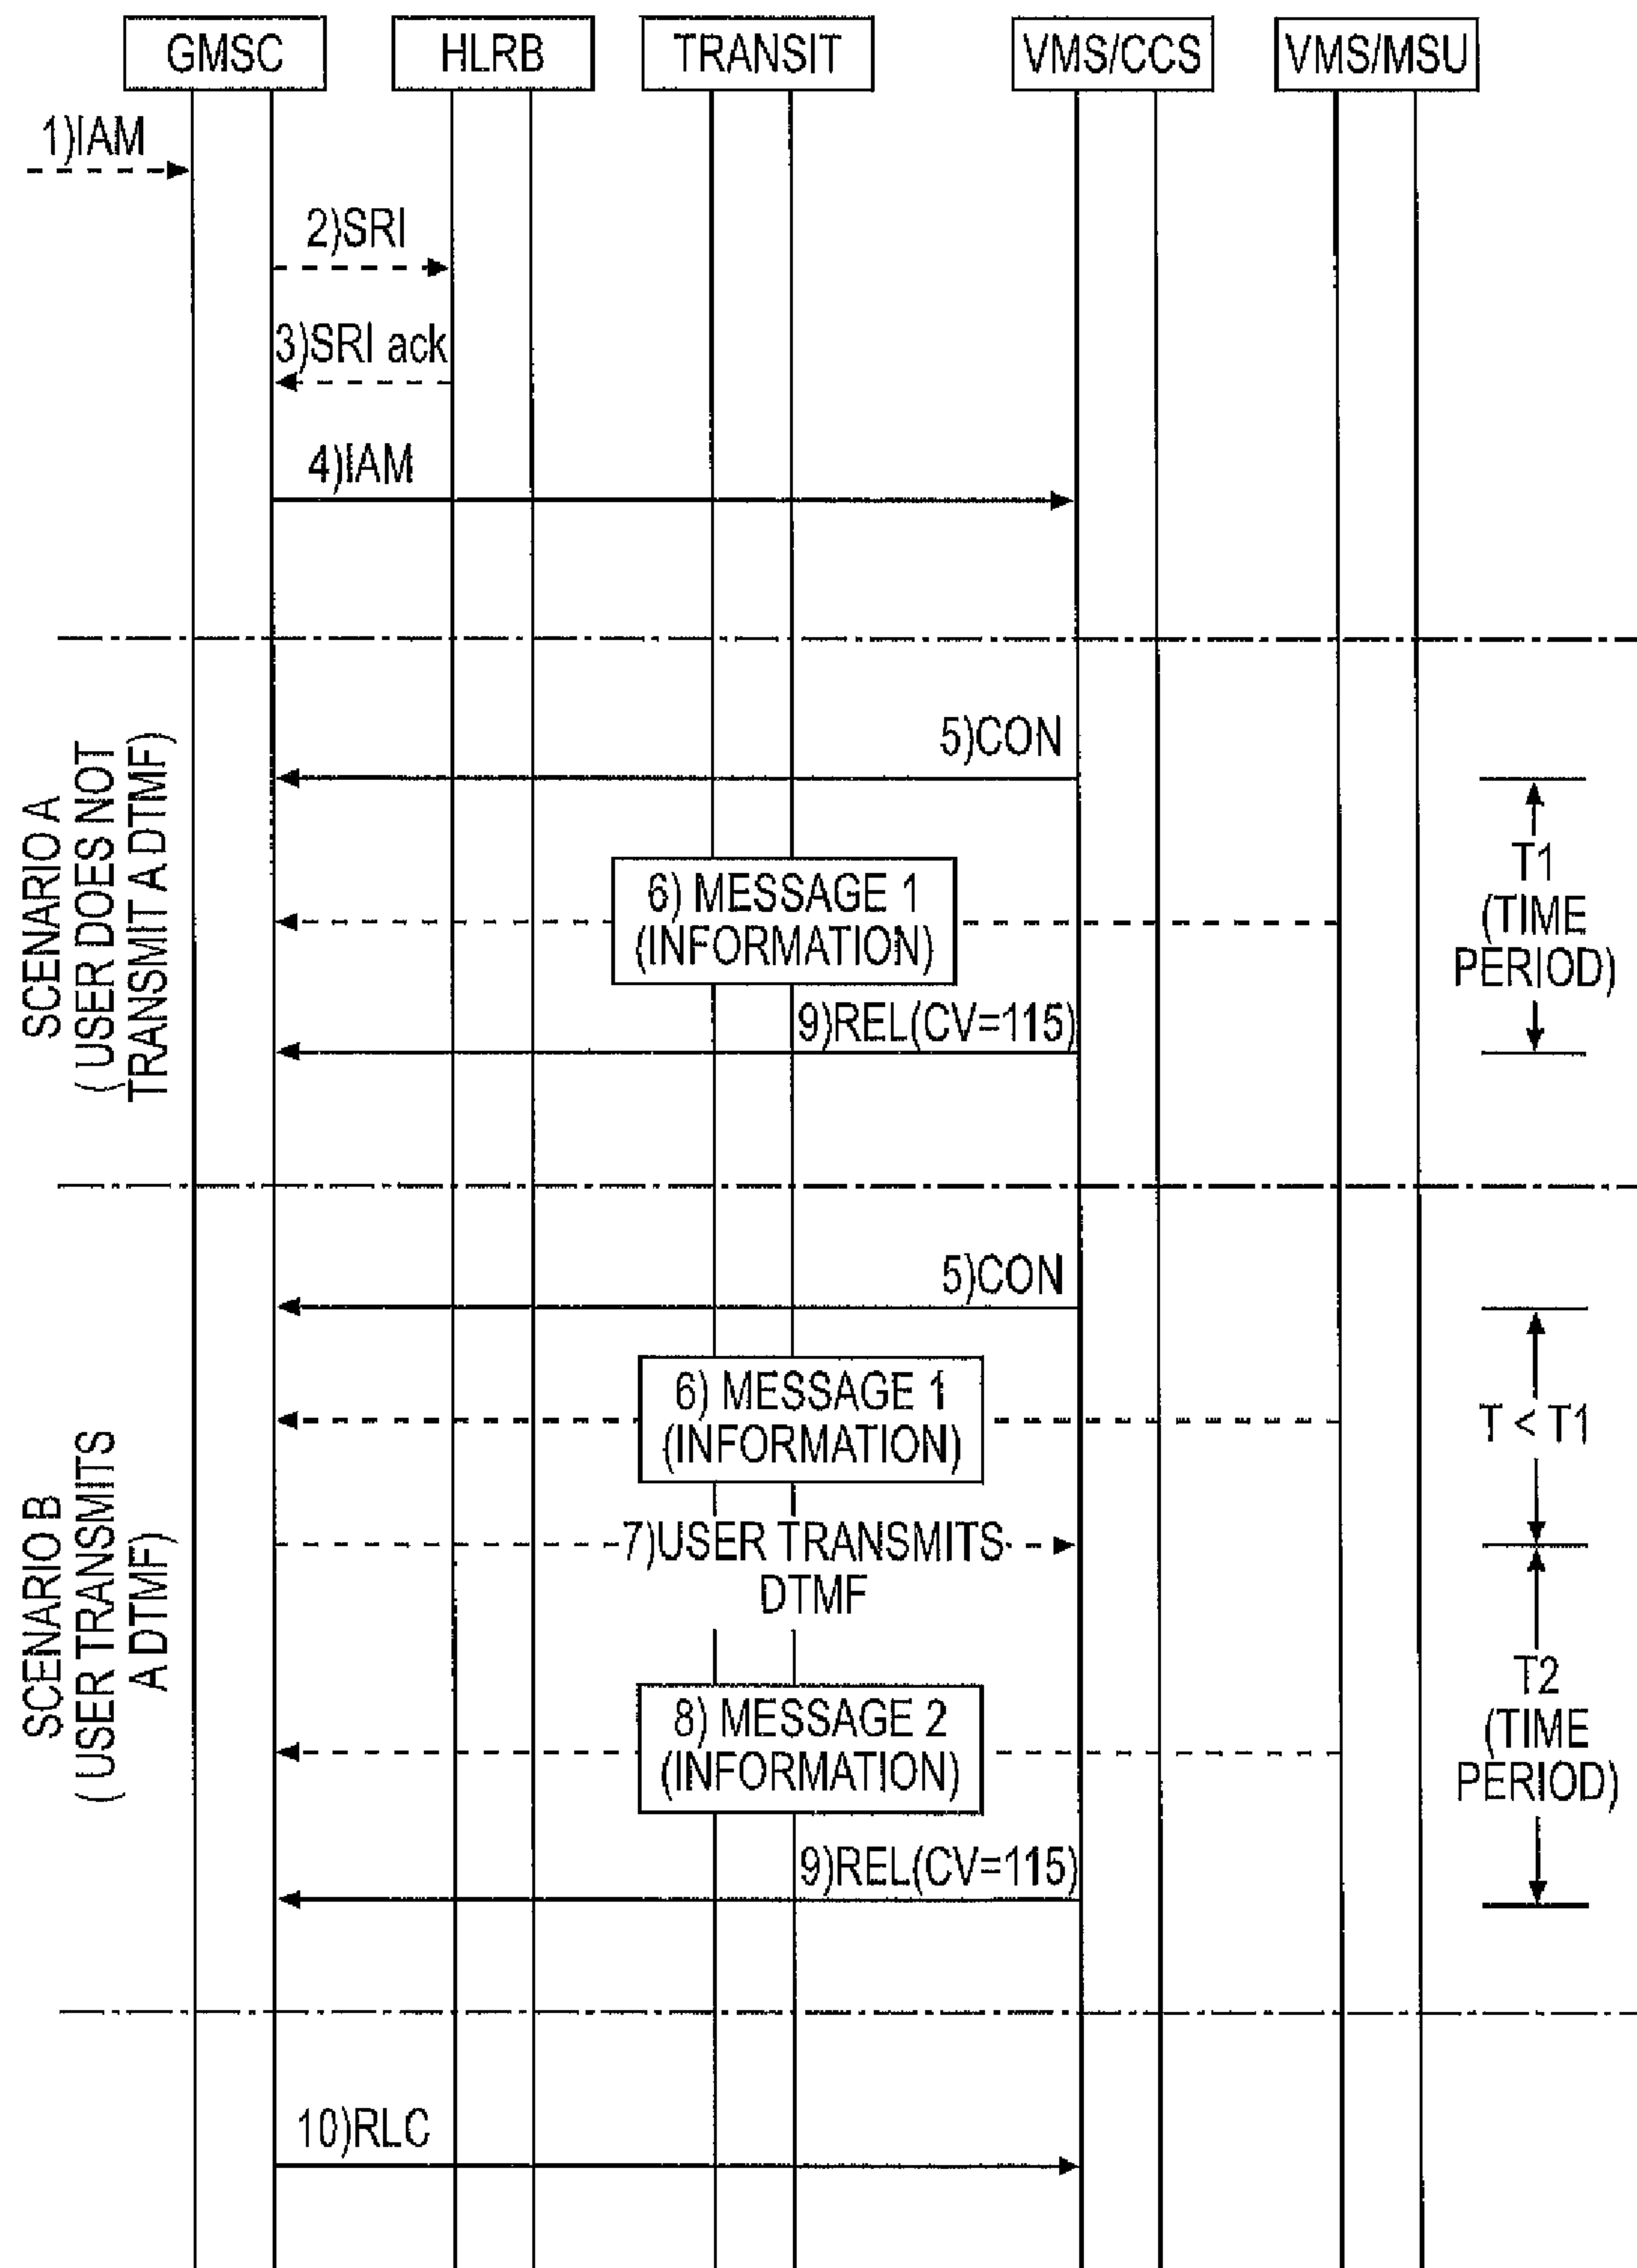 GMSC
HLRB
TRANSIT
VMS/CCS
VMS/MSU
1)IAM
2)SRI
3)SRI ack
4)IAM
SCENARIO A
( USER DOES NOT
TRANSMIT A DTMF)
5)CON
6) MESSAGE 1
(INFORMATION)
9)REL(CV=115)
T1
(TIME
PERIOD)
SCENARIO B
( USER TRANSMITS
A DTMF)
5)CON
6) MESSAGE 1
(INFORMATION)
T < T1
7)USER TRANSMITS
DTMF
8) MESSAGE 2
(INFORMATION)
T2
(TIME
PERIOD)
9)REL(CV=115)
10)RLC